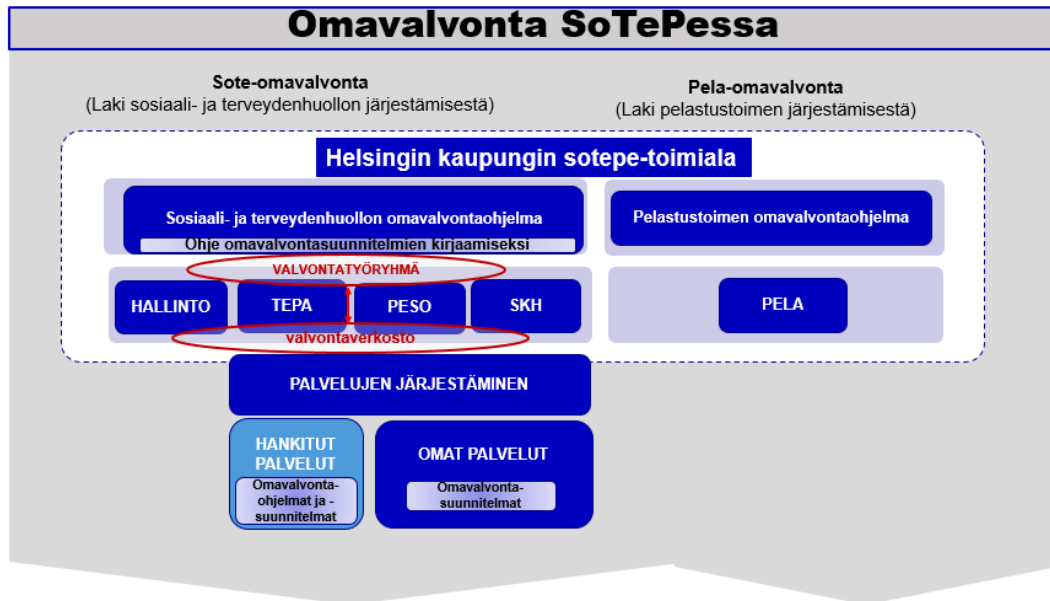 Omavalvonta SoTePessa
Sote-omavalvonta
(Laki sosiaali- ja terveydenhuollon järjestämisestä)
Pela-omavalvonta
(Laki pelastustoimen järjestämisestä)
Helsingin kaupungin sotepe-toimiala
Sosiaali- ja terveydenhuollon omavalvontaohjelma
Ohje omavalvontasuunnitelmien kirjaamiseksi
Pelastustoimen omavalvontaohjelma
VALVONTATYÖRYHMÄ
HALLINTO
TEPA
PESO
SKH
PELA
valvontaverkosto
PALVELUJEN JÄRJESTÄMINEN
HANKITUT
PALVELUT
Omavalvonta-
ohjelmat ja -
suunnitelmat
OMAT PALVELUT
Omavalvonta-
suunnitelmat